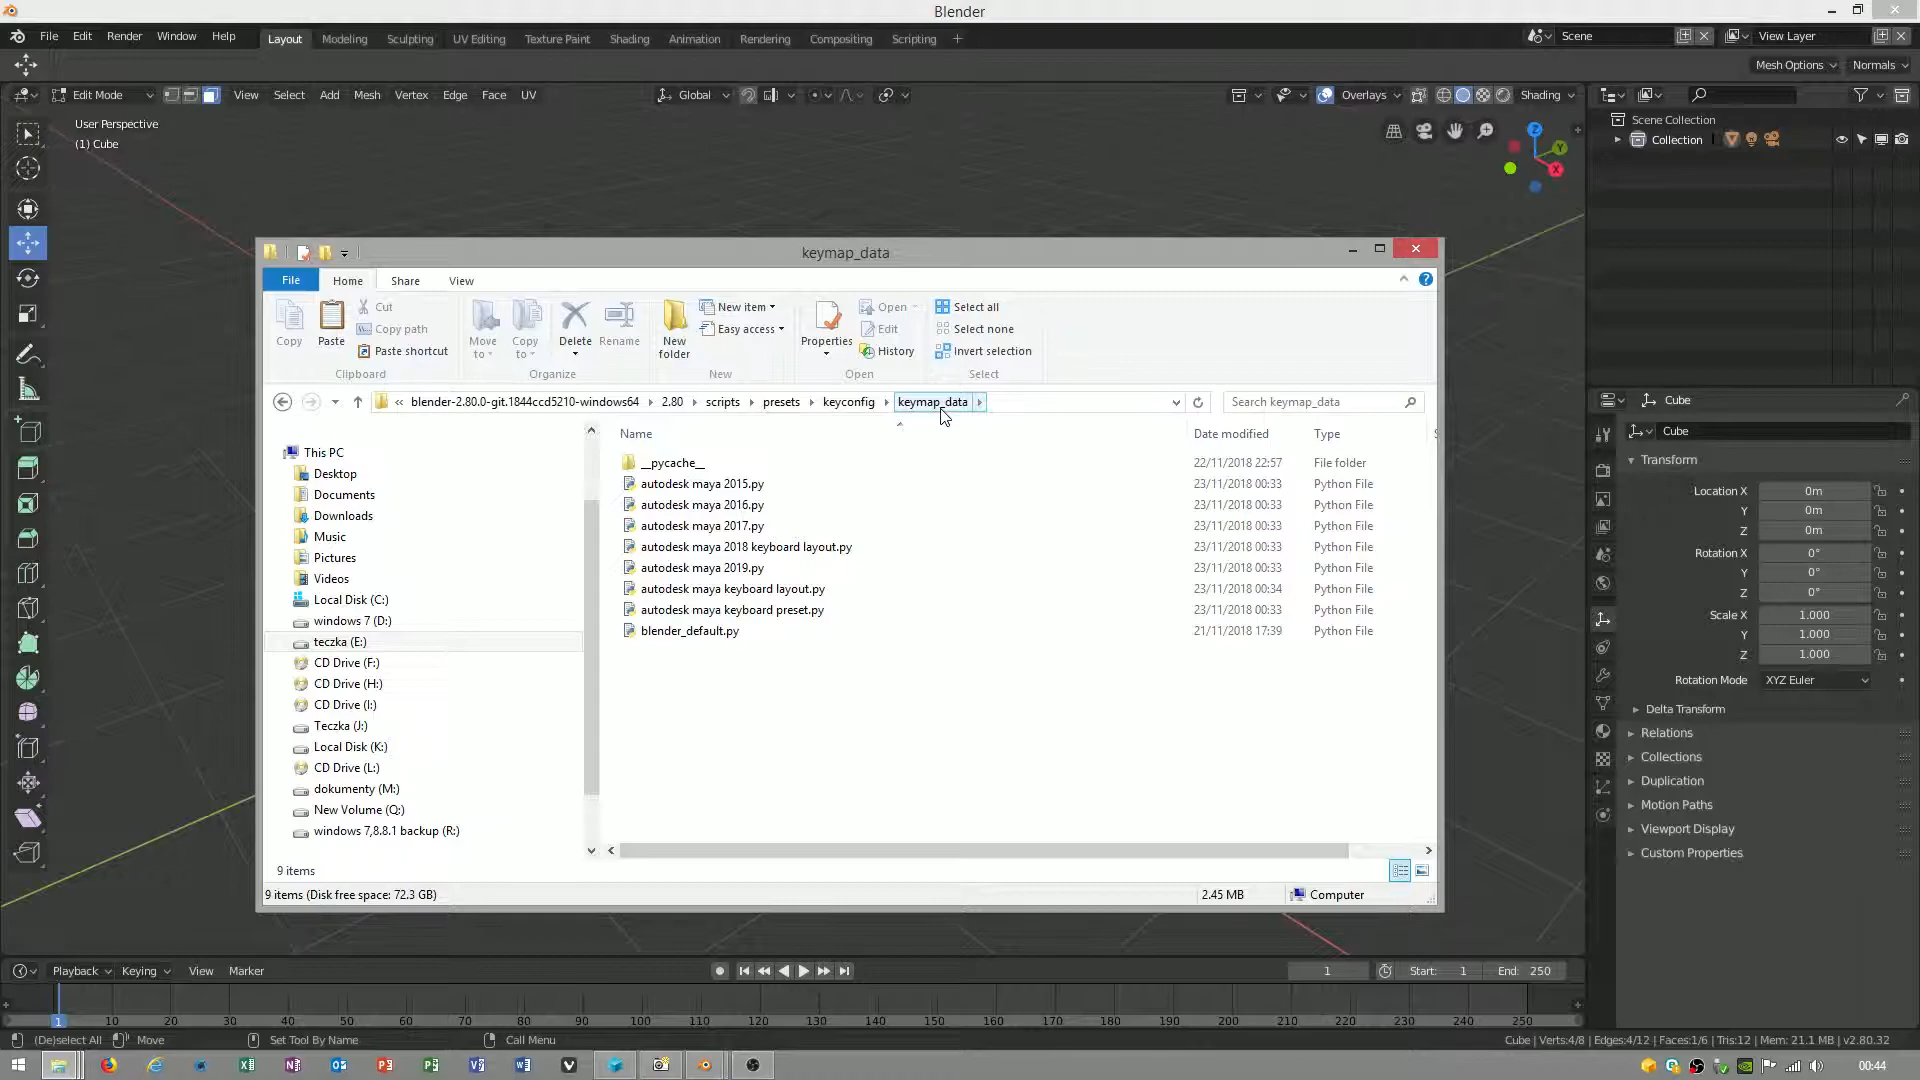 Blender
File Edit Render Window Help Layout Modeling Sculpting UV Editing Texture Paint Shading Animation Rendering Compositing Scripting + Scene View Layer
Mesh Options Normals
Edit Mode View Select Add Mesh Vertex Edge Face UV Global Overlays Shading
User Perspective
(1) Cube
Z Y X
Scene Collection
Collection
keymap_data
File Home Share View
Copy Paste Cut Copy path Paste shortcut
Move to Copy to Delete Rename
New folder New item Easy access
Properties Open Edit History
Select all Select none Invert selection
Clipboard Organize New Open Select
« blender-2.80.0-git.1844ccd5210-windows64 2.80 scripts presets keyconfig keymap_data Search keymap_data
Name Date modified Type S
This PC
Desktop
Documents
Downloads
Music
Pictures
Videos
Local Disk (C:)
windows 7 (D:)
teczka (E:)
CD Drive (F:)
CD Drive (H:)
CD Drive (I:)
Teczka (J:)
Local Disk (K:)
CD Drive (L:)
dokumenty (M:)
New Volume (Q:)
windows 7,8.8.1 backup (R:)
__pycache__ 22/11/2018 22:57 File folder
autodesk maya 2015.py 23/11/2018 00:33 Python File
autodesk maya 2016.py 23/11/2018 00:33 Python File
autodesk maya 2017.py 23/11/2018 00:33 Python File
autodesk maya 2018 keyboard layout.py 23/11/2018 00:33 Python File
autodesk maya 2019.py 23/11/2018 00:33 Python File
autodesk maya keyboard layout.py 23/11/2018 00:34 Python File
autodesk maya keyboard preset.py 23/11/2018 00:33 Python File
blender_default.py 21/11/2018 17:39 Python File
9 items
9 items (Disk free space: 72.3 GB) 2.45 MB Computer
Cube
Cube
Transform
Location X 0m
Y 0m
Z 0m
Rotation X 0°
Y 0°
Z 0°
Scale X 1.000
Y 1.000
Z 1.000
Rotation Mode XYZ Euler
Delta Transform
Relations
Collections
Duplication
Motion Paths
Viewport Display
Custom Properties
Playback Keying View Marker 1 Start: 1 End: 250
1 10 20 30 40 50 60 70 80 90 100 110 120 130 140 150 160 170 180 190 200 210 220 230 240 250
(De)select All Move Set Tool By Name Call Menu Cube | Verts:4/8 | Edges:4/12 | Faces:1/6 | Tris:12 | Mem: 21.1 MB | v2.80.32
00:44